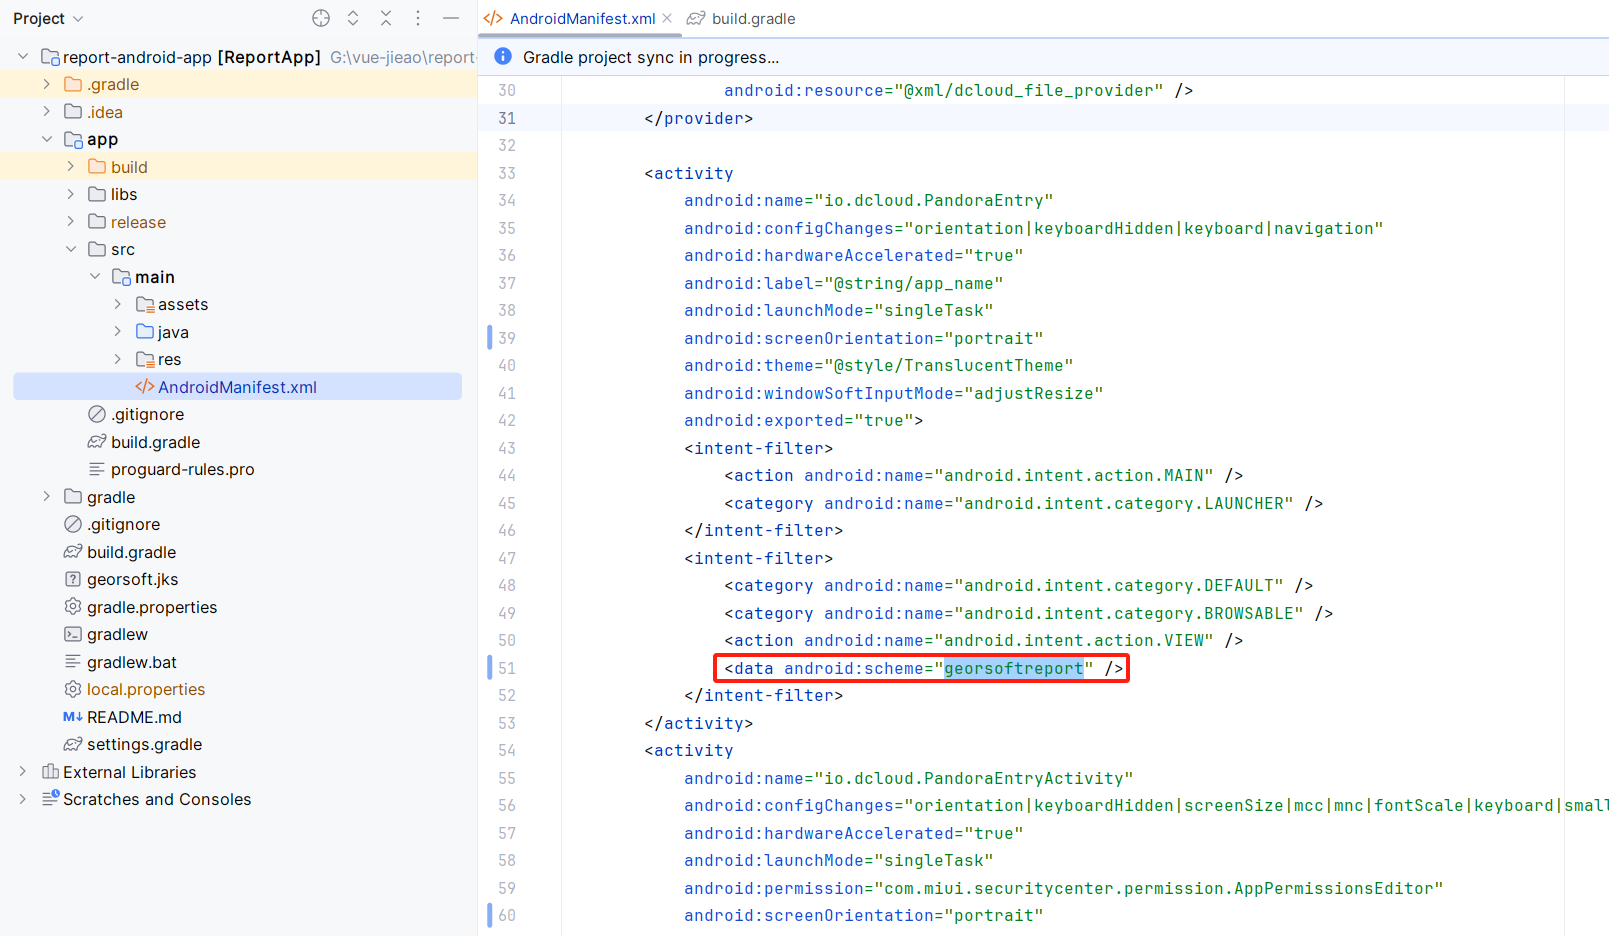 Project
AndroidManifest.xml
build.gradle
report-android-app [ReportApp] G:\vue-jieao\report-
.gradle
.idea
app
build
libs
release
src
main
assets
java
res
AndroidManifest.xml
.gitignore
build.gradle
proguard-rules.pro
gradle
.gitignore
build.gradle
georsoft.jks
gradle.properties
gradlew
gradlew.bat
local.properties
M↓ README.md
settings.gradle
External Libraries
Scratches and Consoles
Gradle project sync in progress...
30 android:resource="@xml/dcloud_file_provider" />
31 </provider>
32
33 <activity
34 android:name="io.dcloud.PandoraEntry"
35 android:configChanges="orientation|keyboardHidden|keyboard|navigation"
36 android:hardwareAccelerated="true"
37 android:label="@string/app_name"
38 android:launchMode="singleTask"
39 android:screenOrientation="portrait"
40 android:theme="@style/TranslucentTheme"
41 android:windowSoftInputMode="adjustResize"
42 android:exported="true">
43 <intent-filter>
44 <action android:name="android.intent.action.MAIN" />
45 <category android:name="android.intent.category.LAUNCHER" />
46 </intent-filter>
47 <intent-filter>
48 <category android:name="android.intent.category.DEFAULT" />
49 <category android:name="android.intent.category.BROWSABLE" />
50 <action android:name="android.intent.action.VIEW" />
51 <data android:scheme="georsoftreport" />
52 </intent-filter>
53 </activity>
54 <activity
55 android:name="io.dcloud.PandoraEntryActivity"
56 android:configChanges="orientation|keyboardHidden|screenSize|mcc|mnc|fontScale|keyboard|small
57 android:hardwareAccelerated="true"
58 android:launchMode="singleTask"
59 android:permission="com.miui.securitycenter.permission.AppPermissionsEditor"
60 android:screenOrientation="portrait"